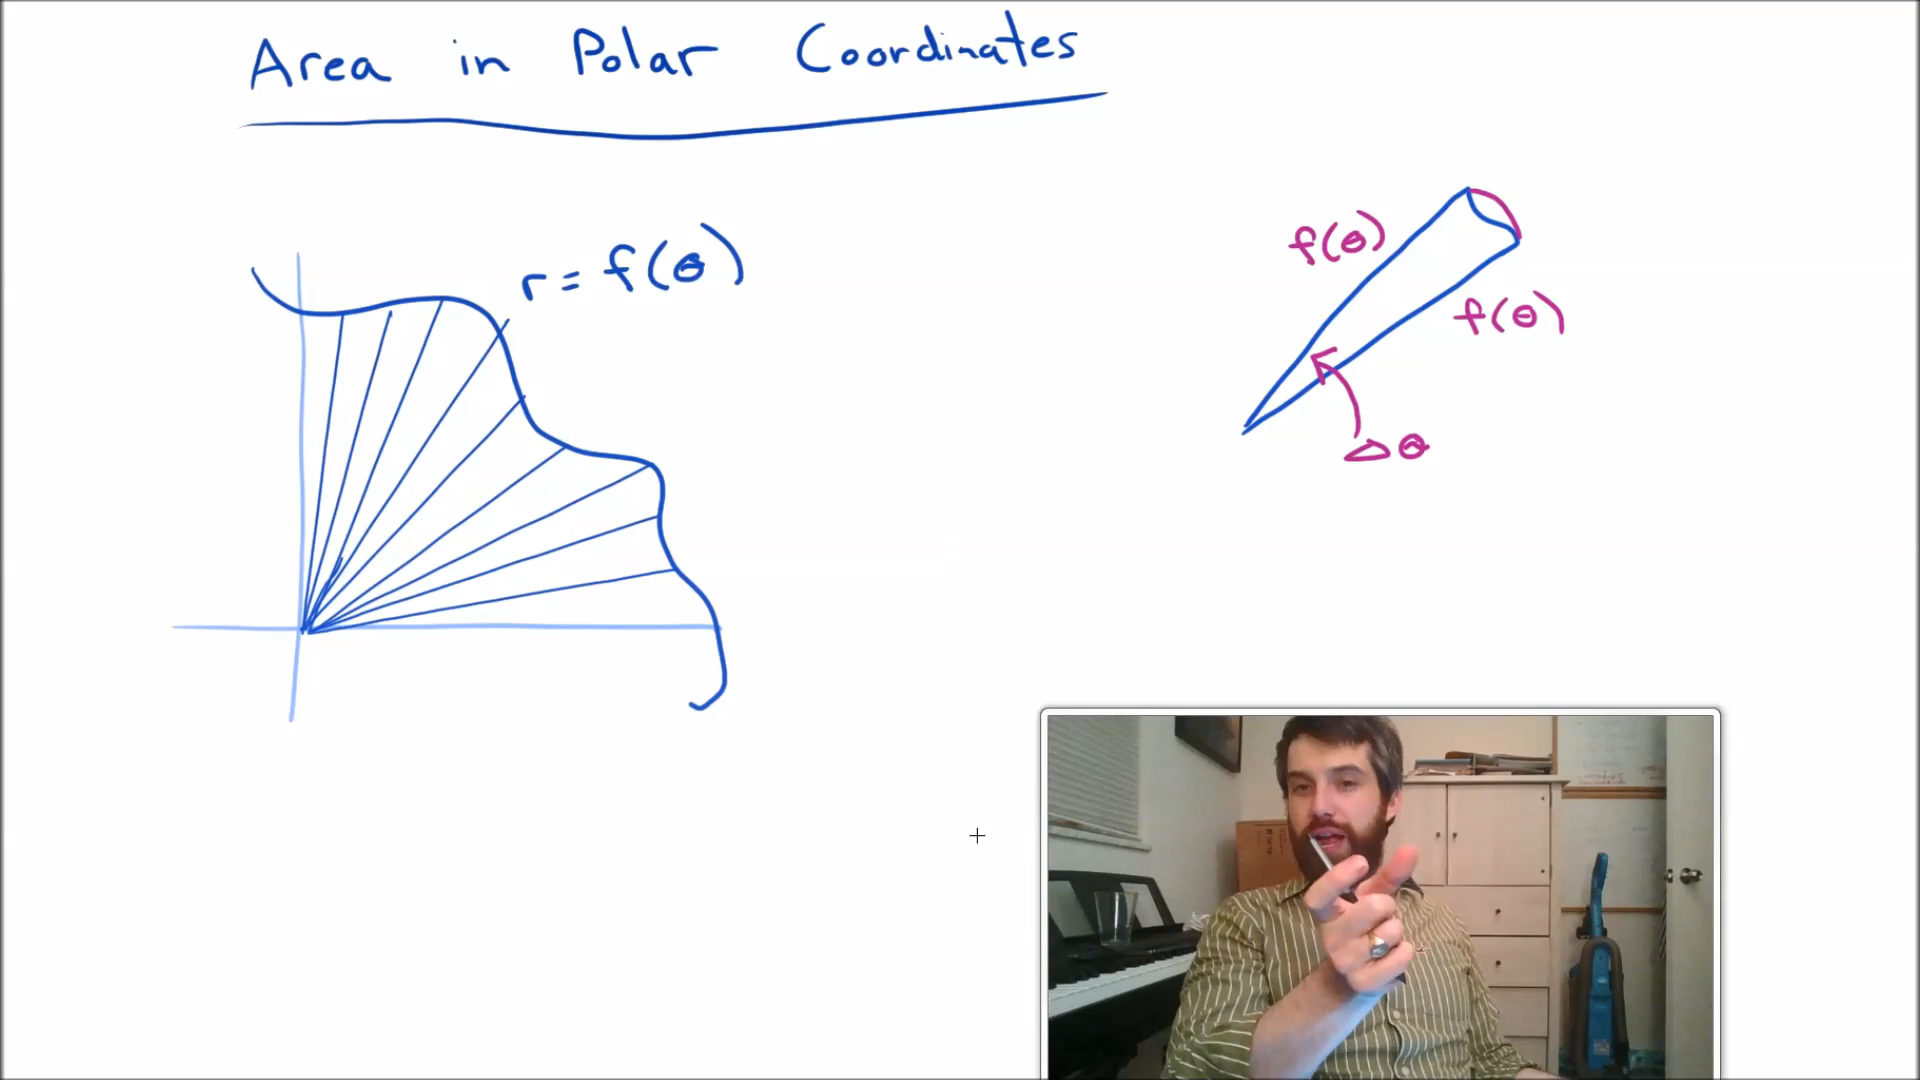 Area in Polar Coordinates
r = f(θ)
f(θ)
f(θ)
Δθ